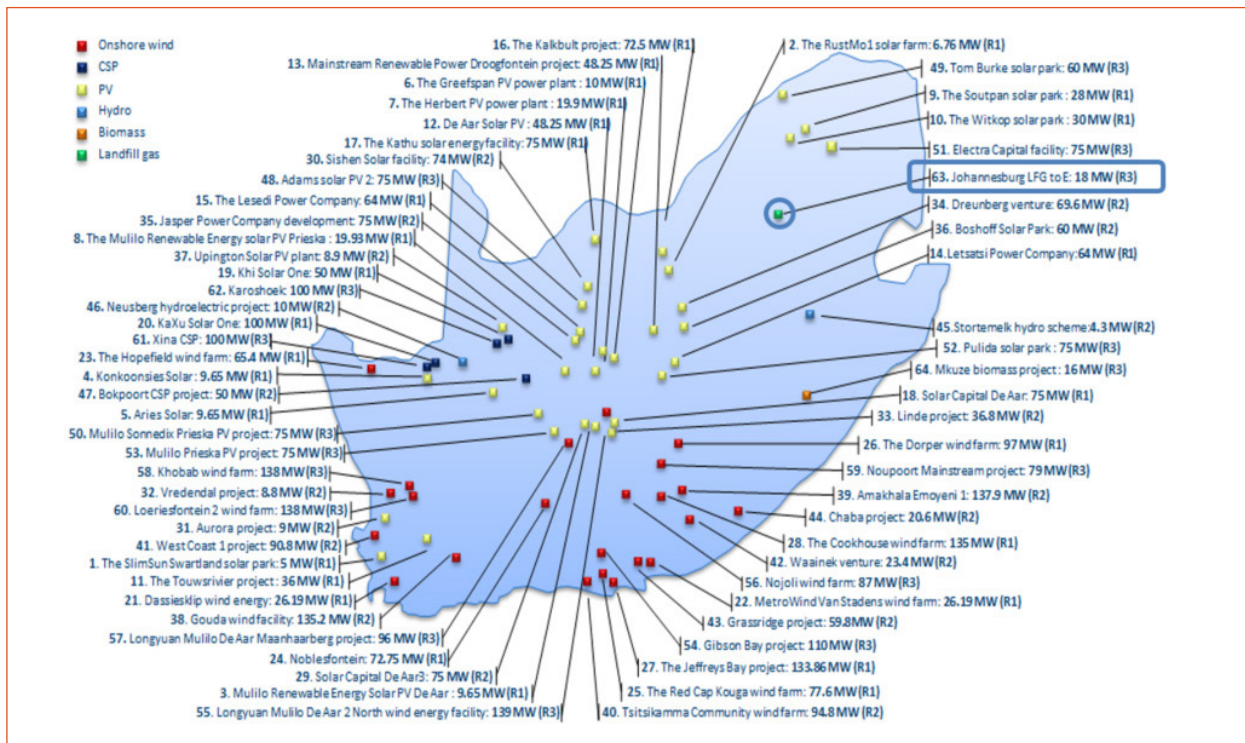 Onshore wind
CSP
PV
Hydro
Biomass
Landfill gas
16. The Kalkbult project: 72.5 MW (R1)
13. Mainstream Renewable Power Droogfontein project: 48.25 MW (R1)
6. The Greefspan PV power plant : 10 MW (R1)
7. The Herbert PV power plant : 19.9 MW (R1)
12. De Aar Solar PV : 48.25 MW (R1)
17. The Kathu solar energy facility: 75 MW (R1)
30. Sishen Solar facility: 74 MW (R2)
48. Adams solar PV 2: 75 MW (R3)
15. The Lesedi Power Company: 64 MW (R1)
35. Jasper Power Company development: 75 MW (R2)
8. The Mulilo Renewable Energy solar PV Prieska : 19.93 MW (R1)
37. Upington Solar PV plant: 8.9 MW (R2)
19. Khi Solar One: 50 MW (R1)
62. Karoshoek: 100 MW (R3)
46. Neusberg hydroelectric project: 10 MW (R2)
20. KaXu Solar One: 100 MW (R1)
61. Xina CSP: 100 MW (R3)
23. The Hopefield wind farm: 65.4 MW (R1)
4. Konkoonsies Solar: 9.65 MW (R1)
47. Bokpoort CSP project: 50 MW (R2)
5. Aries Solar: 9.65 MW (R1)
50. Mulilo Sonnedix Prieska PV project: 75 MW (R3)
53. Mulilo Prieska PV project: 75 MW (R3)
58. Khobab wind farm: 138 MW (R3)
32. Vredendal project: 8.8 MW (R2)
60. Loeriesfontein 2 wind farm: 138 MW (R3)
31. Aurora project: 9 MW (R2)
41. West Coast 1 project: 90.8 MW (R2)
1. The SlimSun Swartland solar park: 5 MW (R1)
11. The Touwsrivier project: 36 MW (R1)
21. Dassiesklip wind energy: 26.19 MW (R1)
38. Gouda wind facility: 135.2 MW (R2)
57. Longyuan Mulilo De Aar Maanhaarberg project: 96 MW (R3)
24. Noblesfontein: 72.75 MW (R1)
29. Solar Capital De Aar3: 75 MW (R2)
3. Mulilo Renewable Energy Solar PV De Aar : 9.65 MW (R1)
55. Longyuan Mulilo De Aar 2 North wind energy facility: 139 MW (R3)
2. The RustMo1 solar farm: 6.76 MW (R1)
49. Tom Burke solar park: 60 MW (R3)
9. The Soutpan solar park : 28 MW (R1)
10. The Witkop solar park : 30 MW (R1)
51. Electra Capital facility: 75 MW (R3)
63. Johannesburg LFG to E: 18 MW (R3)
34. Dreunberg venture: 69.6 MW (R2)
36. Boshoff Solar Park: 60 MW (R2)
14. Letsatsi Power Company: 64 MW (R1)
45. Stortemelk hydro scheme: 4.3 MW (R2)
52. Pulida solar park : 75 MW (R3)
64. Mkuze biomass project: 16 MW (R3)
18. Solar Capital De Aar: 75 MW (R1)
33. Linde project: 36.8 MW (R2)
26. The Dorper wind farm: 97 MW (R1)
59. Noupoort Mainstream project: 79 MW (R3)
39. Amakhala Emoyeni 1: 137.9 MW (R2)
44. Chaba project: 20.6 MW (R2)
28. The Cookhouse wind farm: 135 MW (R1)
42. Waainek venture: 23.4 MW (R2)
56. Nojoli wind farm: 87 MW (R3)
22. MetroWind Van Stadens wind farm: 26.19 MW (R1)
43. Grassridge project: 59.8 MW (R2)
54. Gibson Bay project: 110 MW (R3)
27. The Jeffreys Bay project: 133.86 MW (R1)
25. The Red Cap Kouga wind farm: 77.6 MW (R1)
40. Tsitsikamma Community wind farm: 94.8 MW (R2)